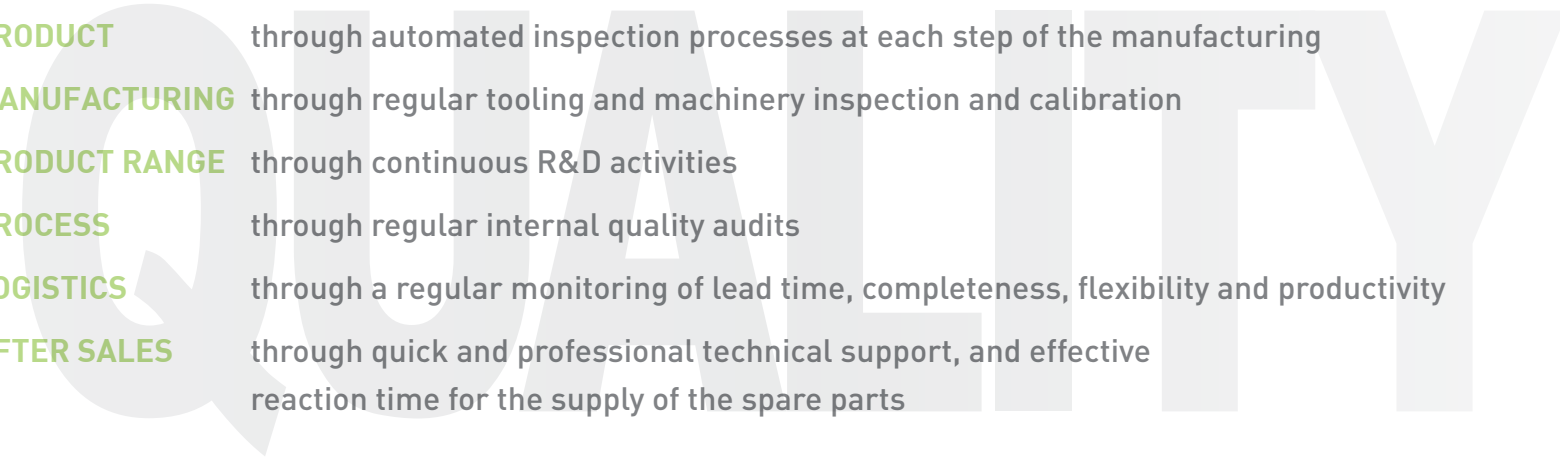 QUALITY
RODUCT through automated inspection processes at each step of the manufacturing
ANUFACTURING through regular tooling and machinery inspection and calibration
RODUCT RANGE through continuous R&D activities
ROCESS through regular internal quality audits
OGISTICS through a regular monitoring of lead time, completeness, flexibility and productivity
FTER SALES through quick and professional technical support, and effective
reaction time for the supply of the spare parts